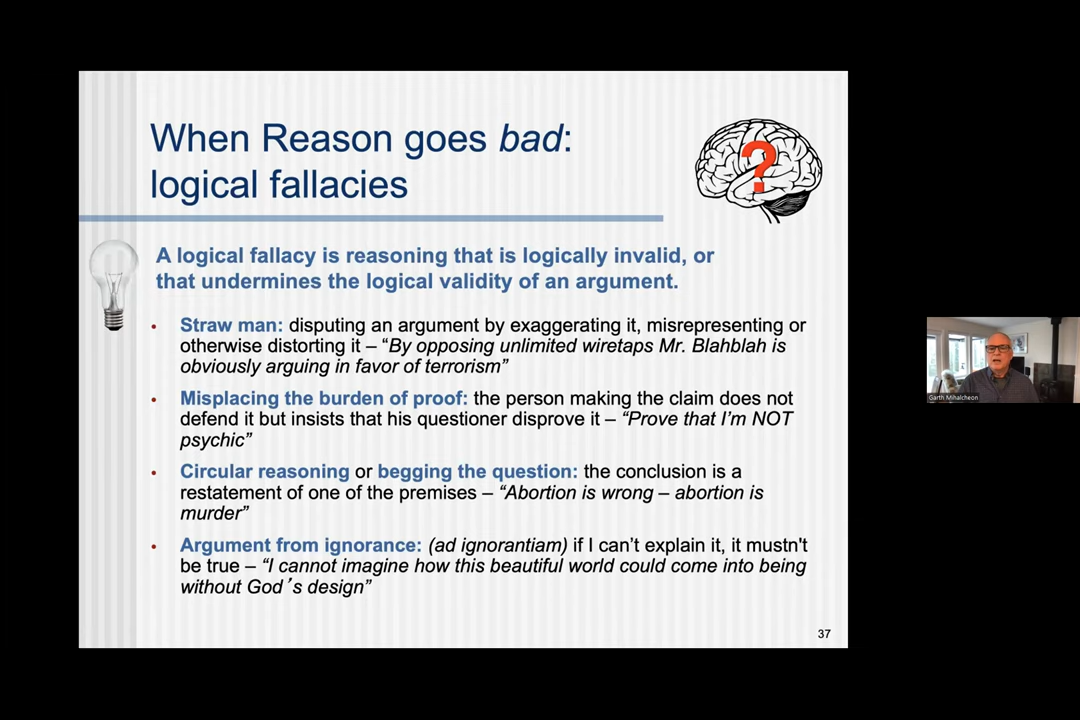 When Reason goes bad:
logical fallacies
?
A logical fallacy is reasoning that is logically invalid, or
that undermines the logical validity of an argument.
• Straw man: disputing an argument by exaggerating it, misrepresenting or
otherwise distorting it – “By opposing unlimited wiretaps Mr. Blahblah is
obviously arguing in favor of terrorism”
• Misplacing the burden of proof: the person making the claim does not
defend it but insists that his questioner disprove it – “Prove that I’m NOT
psychic”
• Circular reasoning or begging the question: the conclusion is a
restatement of one of the premises – “Abortion is wrong – abortion is
murder”
• Argument from ignorance: (ad ignorantiam) if I can’t explain it, it mustn't
be true – “I cannot imagine how this beautiful world could come into being
without God’s design”
37
Garth Mihalcheon